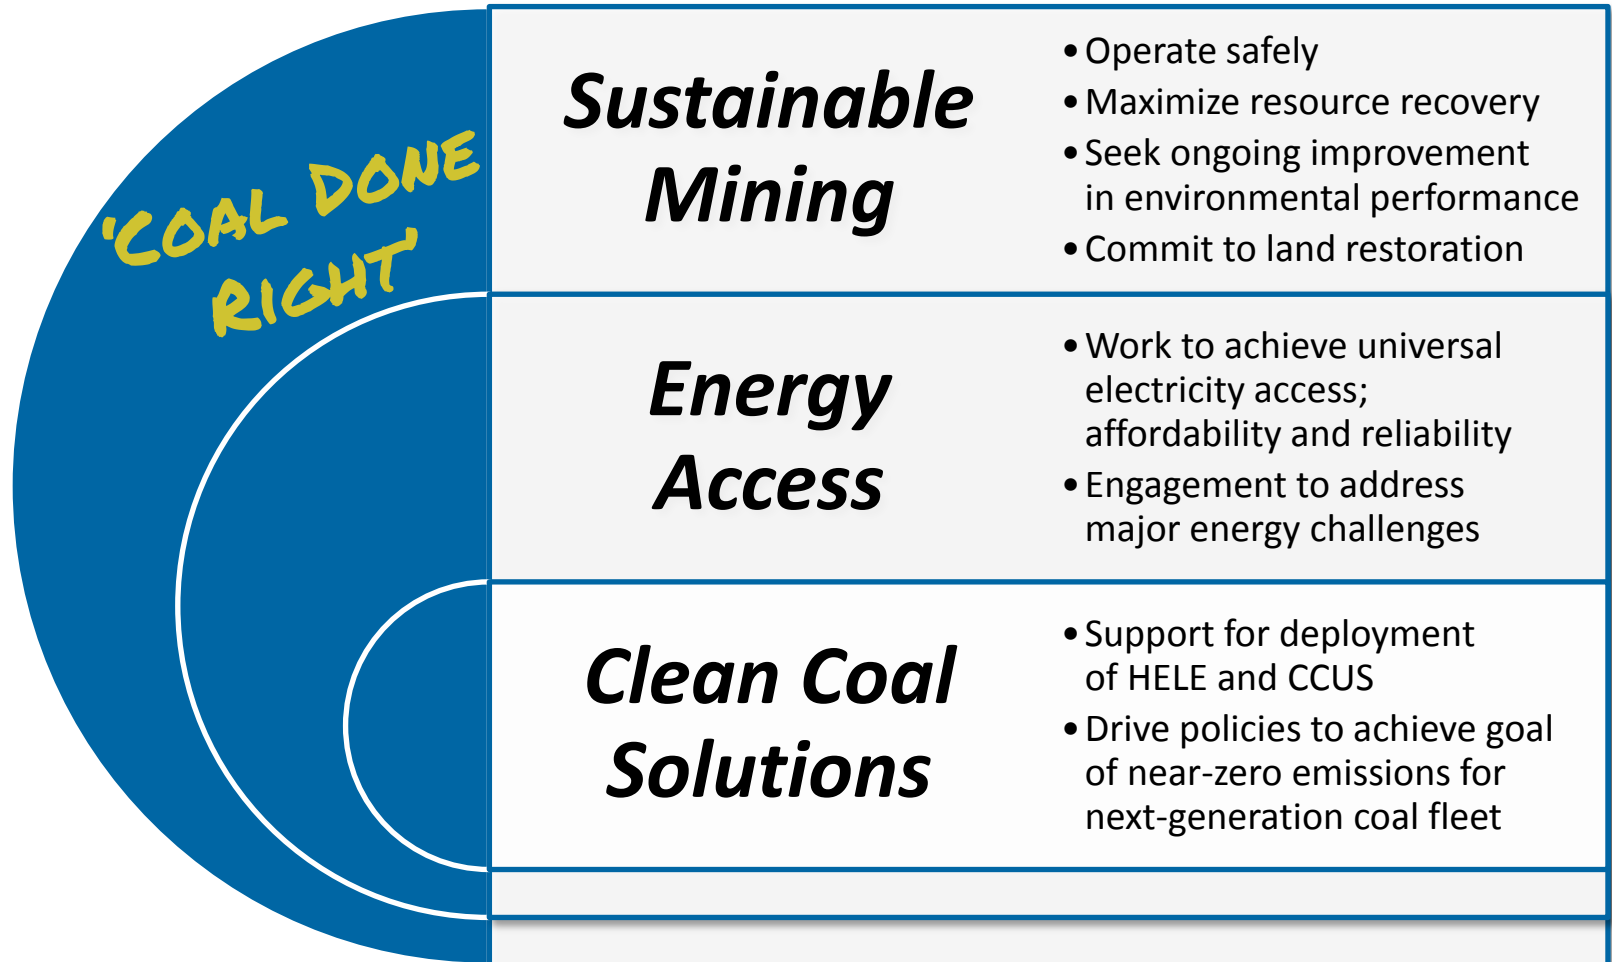 ‘COAL DONE
RIGHT’
Sustainable
Mining
•Operate safely
•Maximize resource recovery
•Seek ongoing improvement
in environmental performance
•Commit to land restoration
Energy
Access
•Work to achieve universal
electricity access;
affordability and reliability
•Engagement to address
major energy challenges
Clean Coal
Solutions
•Support for deployment
of HELE and CCUS
•Drive policies to achieve goal
of near-zero emissions for
next-generation coal fleet